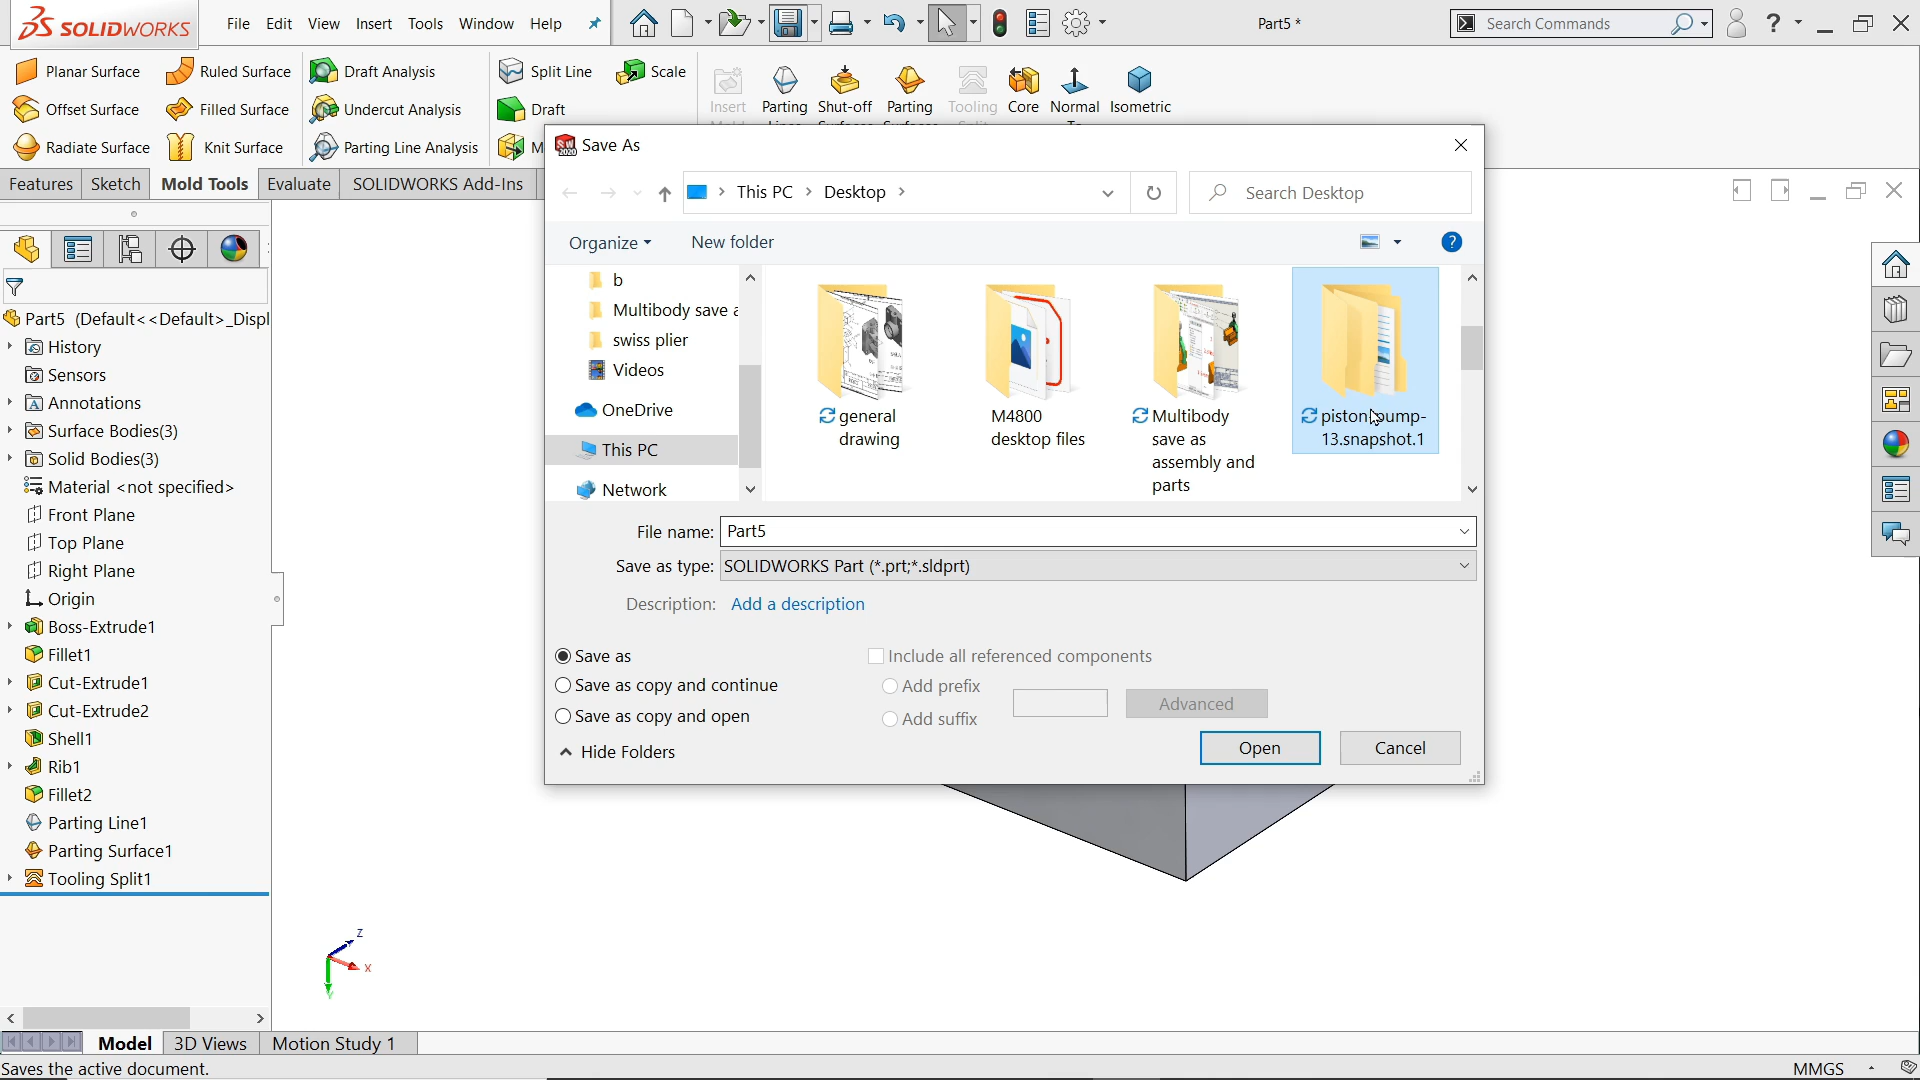 SOLIDWORKS
File Edit View Insert Tools Window Help
Part5 *
Search Commands
?
Planar Surface
Ruled Surface
Draft Analysis
Split Line
Scale
Offset Surface
Filled Surface
Undercut Analysis
Draft
Radiate Surface
Knit Surface
Parting Line Analysis
M
Insert
Parting
Shut-off
Parting
Tooling
Core
Normal
Isometric
Features Sketch Mold Tools Evaluate SOLIDWORKS Add-Ins
Part5 (Default<<Default>_Displ
History
Sensors
Annotations
Surface Bodies(3)
Solid Bodies(3)
Material <not specified>
Front Plane
Top Plane
Right Plane
Origin
Boss-Extrude1
Fillet1
Cut-Extrude1
Cut-Extrude2
Shell1
Rib1
Fillet2
Parting Line1
Parting Surface1
Tooling Split1
Save As
This PC > Desktop >
Search Desktop
Organize
New folder
?
b
Multibody save a
swiss plier
Videos
OneDrive
This PC
Network
general
drawing
M4800
desktop files
Multibody
save as
assembly and
parts
piston-pump-
13.snapshot.1
File name: Part5
Save as type: SOLIDWORKS Part (*.prt;*.sldprt)
Description: Add a description
Save as
Save as copy and continue
Save as copy and open
Include all referenced components
Add prefix
Add suffix
Advanced
Hide Folders
Open
Cancel
Z
X
Y
Model 3D Views Motion Study 1
Saves the active document.
MMGS